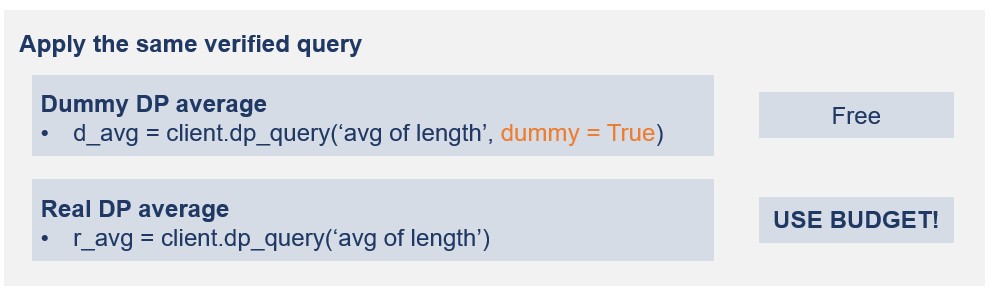 Apply the same verified query
Dummy DP average
• d_avg = client.dp_query(‘avg of length’, dummy = True)
Free
Real DP average
• r_avg = client.dp_query(‘avg of length’)
USE BUDGET!